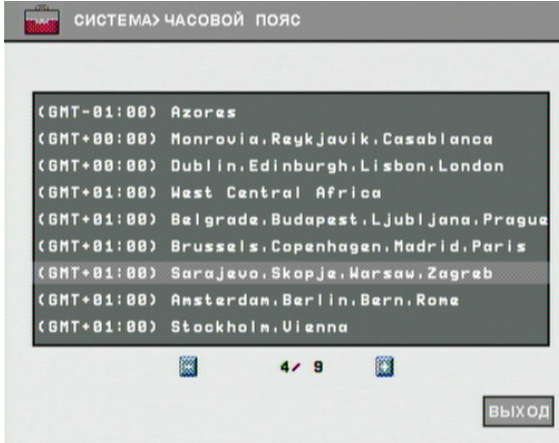 СИСТЕМА>ЧАСОВОЙ ПОЯС
(GMT-01:00) Azores
(GMT+00:00) Monrovia,Reykjavik,Casablanca
(GMT+00:00) Dublin,Edinburgh,Lisbon,London
(GMT+01:00) West Central Africa
(GMT+01:00) Belgrade,Budapest,Ljubljana,Prague
(GMT+01:00) Brussels,Copenhagen,Madrid,Paris
(GMT+01:00) Sarajevo,Skopje,Warsaw,Zagreb
(GMT+01:00) Amsterdam,Berlin,Bern,Rome
(GMT+01:00) Stockholm,Vienna
4/ 9
ВЫХОД